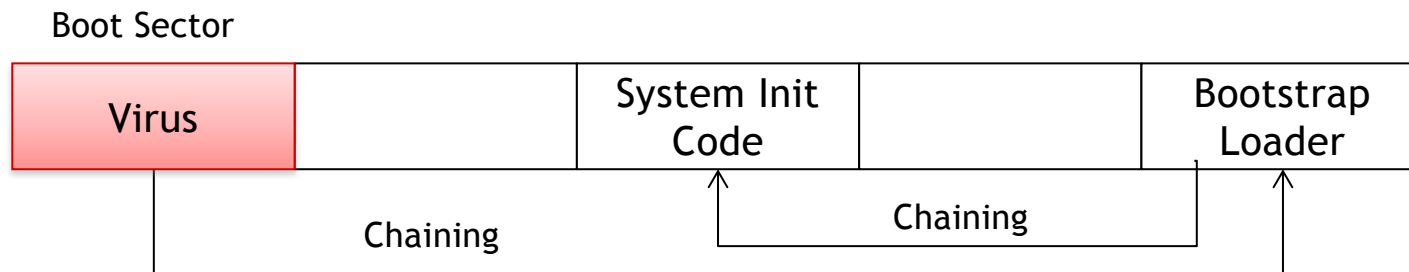 Boot Sector
Virus
System Init
Code
Bootstrap
Loader
Chaining
Chaining